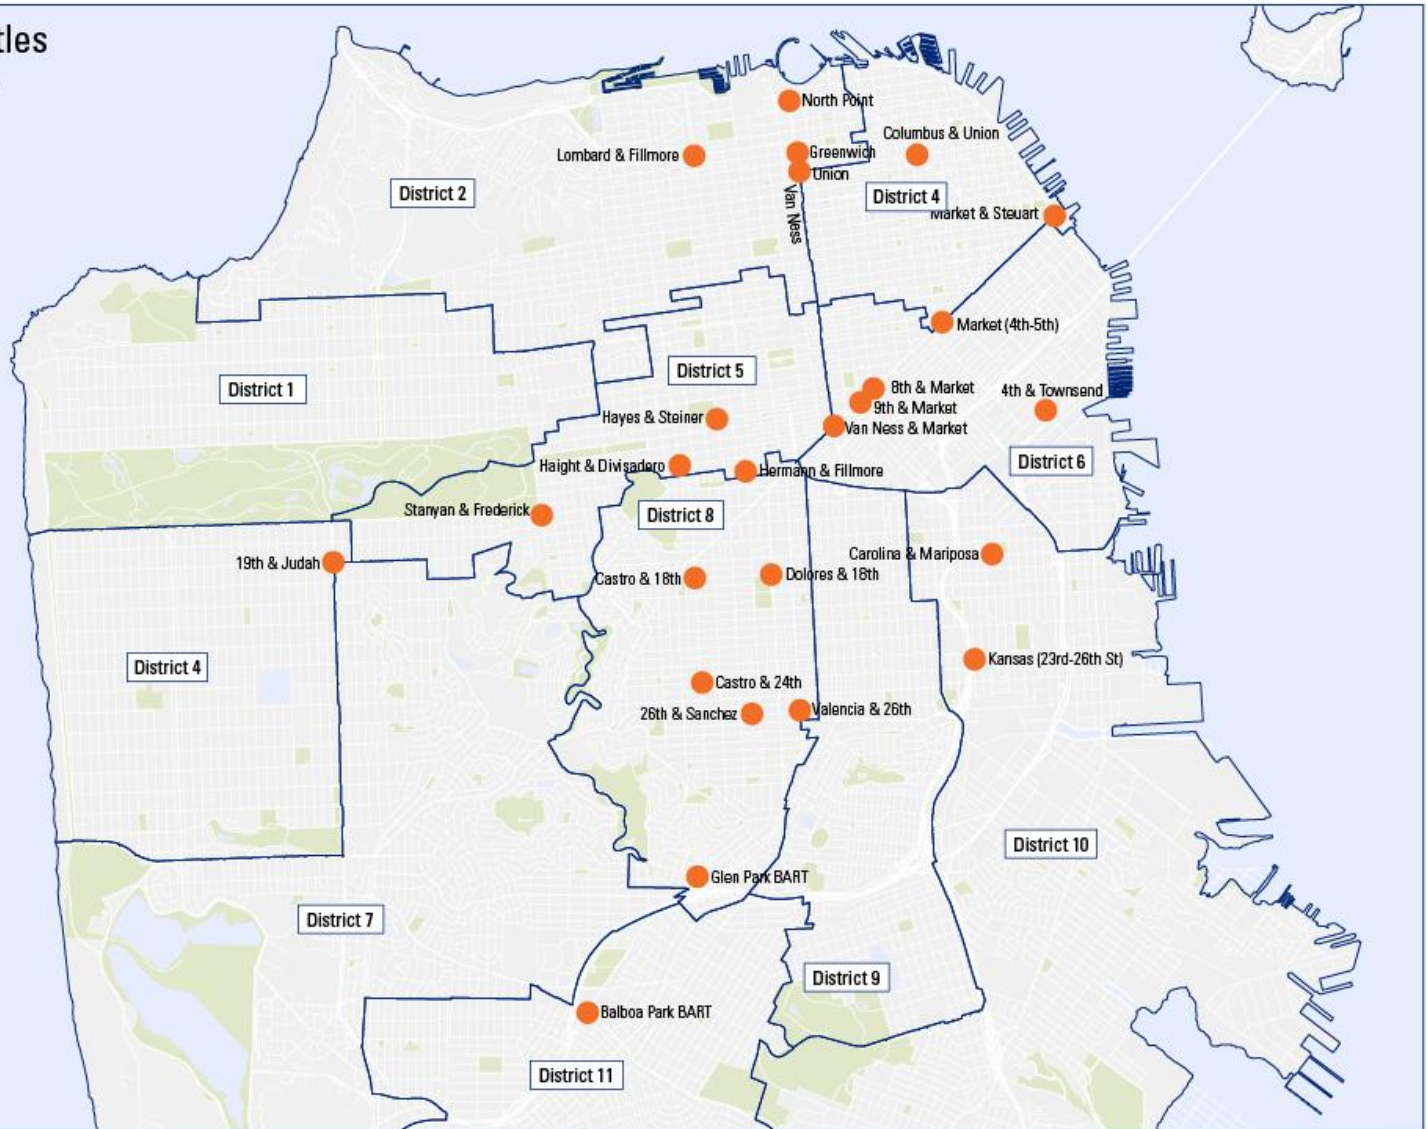 tles
North Point
Columbus & Union
Lombard & Fillmore
Greenwich
Union
District 2
District 4
Van Ness
Market & Steuart
Market (4th-5th)
District 5
District 1
8th & Market
4th & Townsend
9th & Market
Hayes & Steiner
Van Ness & Market
District 6
Haight & Divisadero
Hermann & Fillmore
Stanyan & Frederick
District 8
Carolina & Mariposa
19th & Judah
Castro & 18th
Dolores & 18th
Kansas (23rd-26th St)
District 4
Castro & 24th
26th & Sanchez
Valencia & 26th
District 10
Glen Park BART
District 7
District 9
Balboa Park BART
District 11